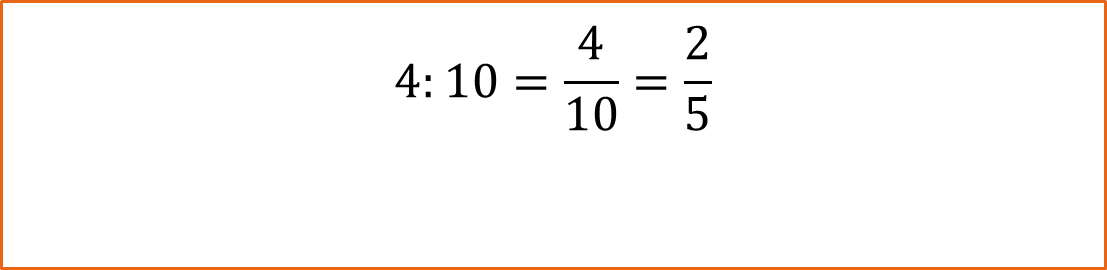 4: 10 = 4/10 = 2/5